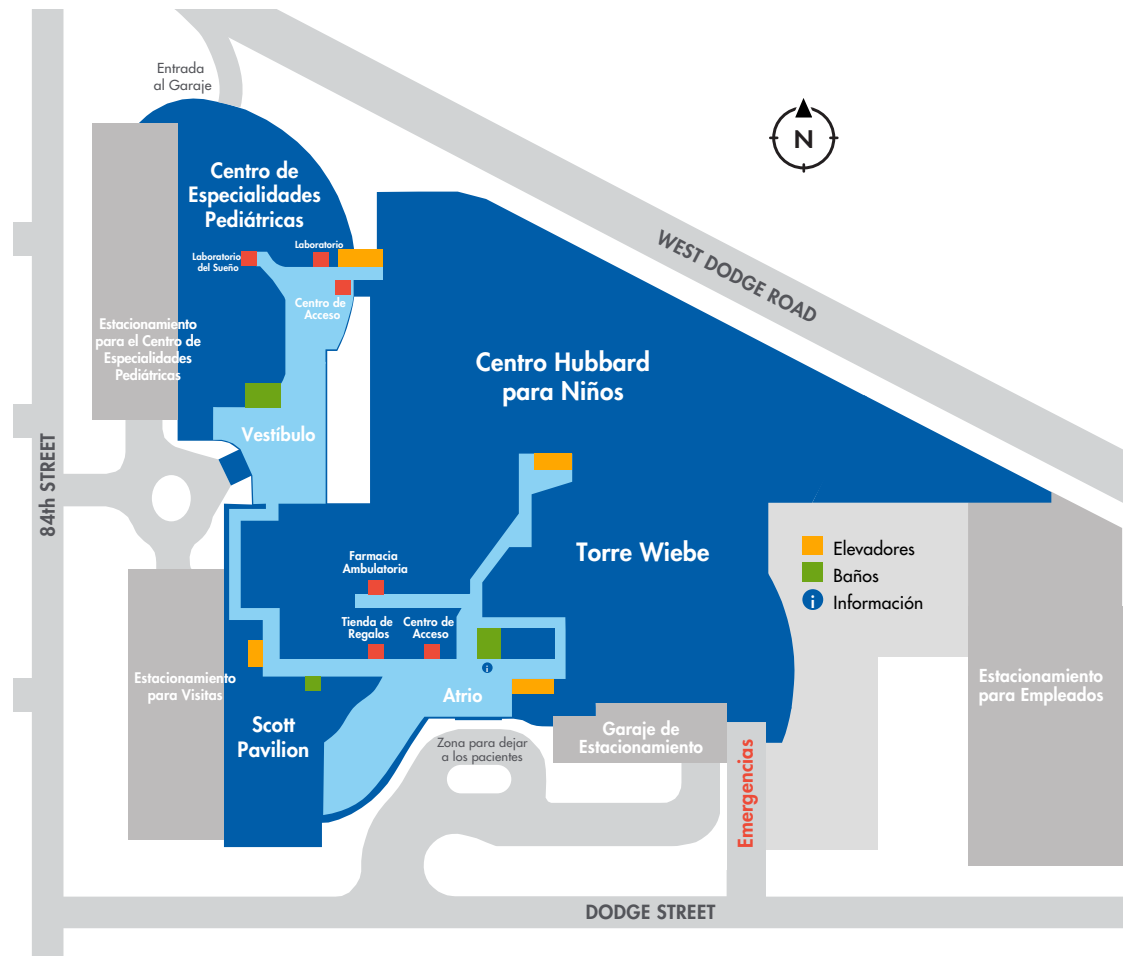 Entrada
al Garaje
N
Centro de
Especialidades
Pediátricas
WEST DODGE ROAD
Laboratorio
Laboratorio
del Sueño
Centro de
Acceso
Estacionamiento
para el Centro de
Especialidades
Pediátricas
Centro Hubbard
para Niños
Vestíbulo
84th STREET
Farmacia
Ambulatoria
Torre Wiebe
Elevadores
Baños
i Información
Tienda de
Regalos
Centro de
Acceso
i
Estacionamiento
para Visitas
Atrio
Estacionamiento
para Empleados
Scott
Pavilion
Zona para dejar
a los pacientes
Garaje de
Estacionamiento
Emergencias
DODGE STREET